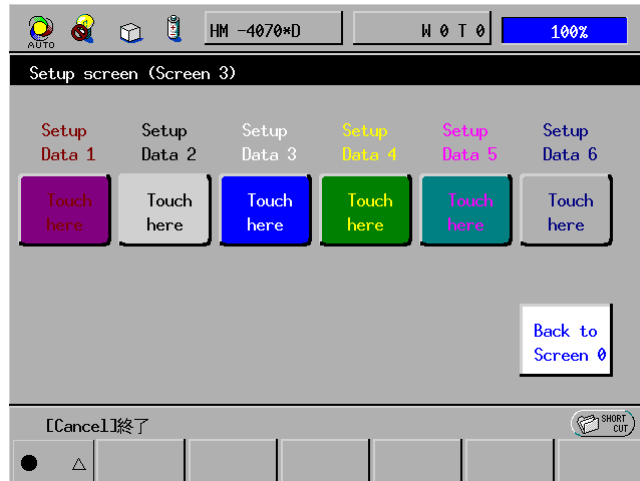 AUTO
HM -4070*D
W 0 T 0
100%
Setup screen (Screen 3)
Setup Data 1
Setup Data 2
Setup Data 3
Setup Data 4
Setup Data 5
Setup Data 6
Touch here
Touch here
Touch here
Touch here
Touch here
Touch here
Back to
Screen 0
[Cancel]終了
SHORT
CUT
● △